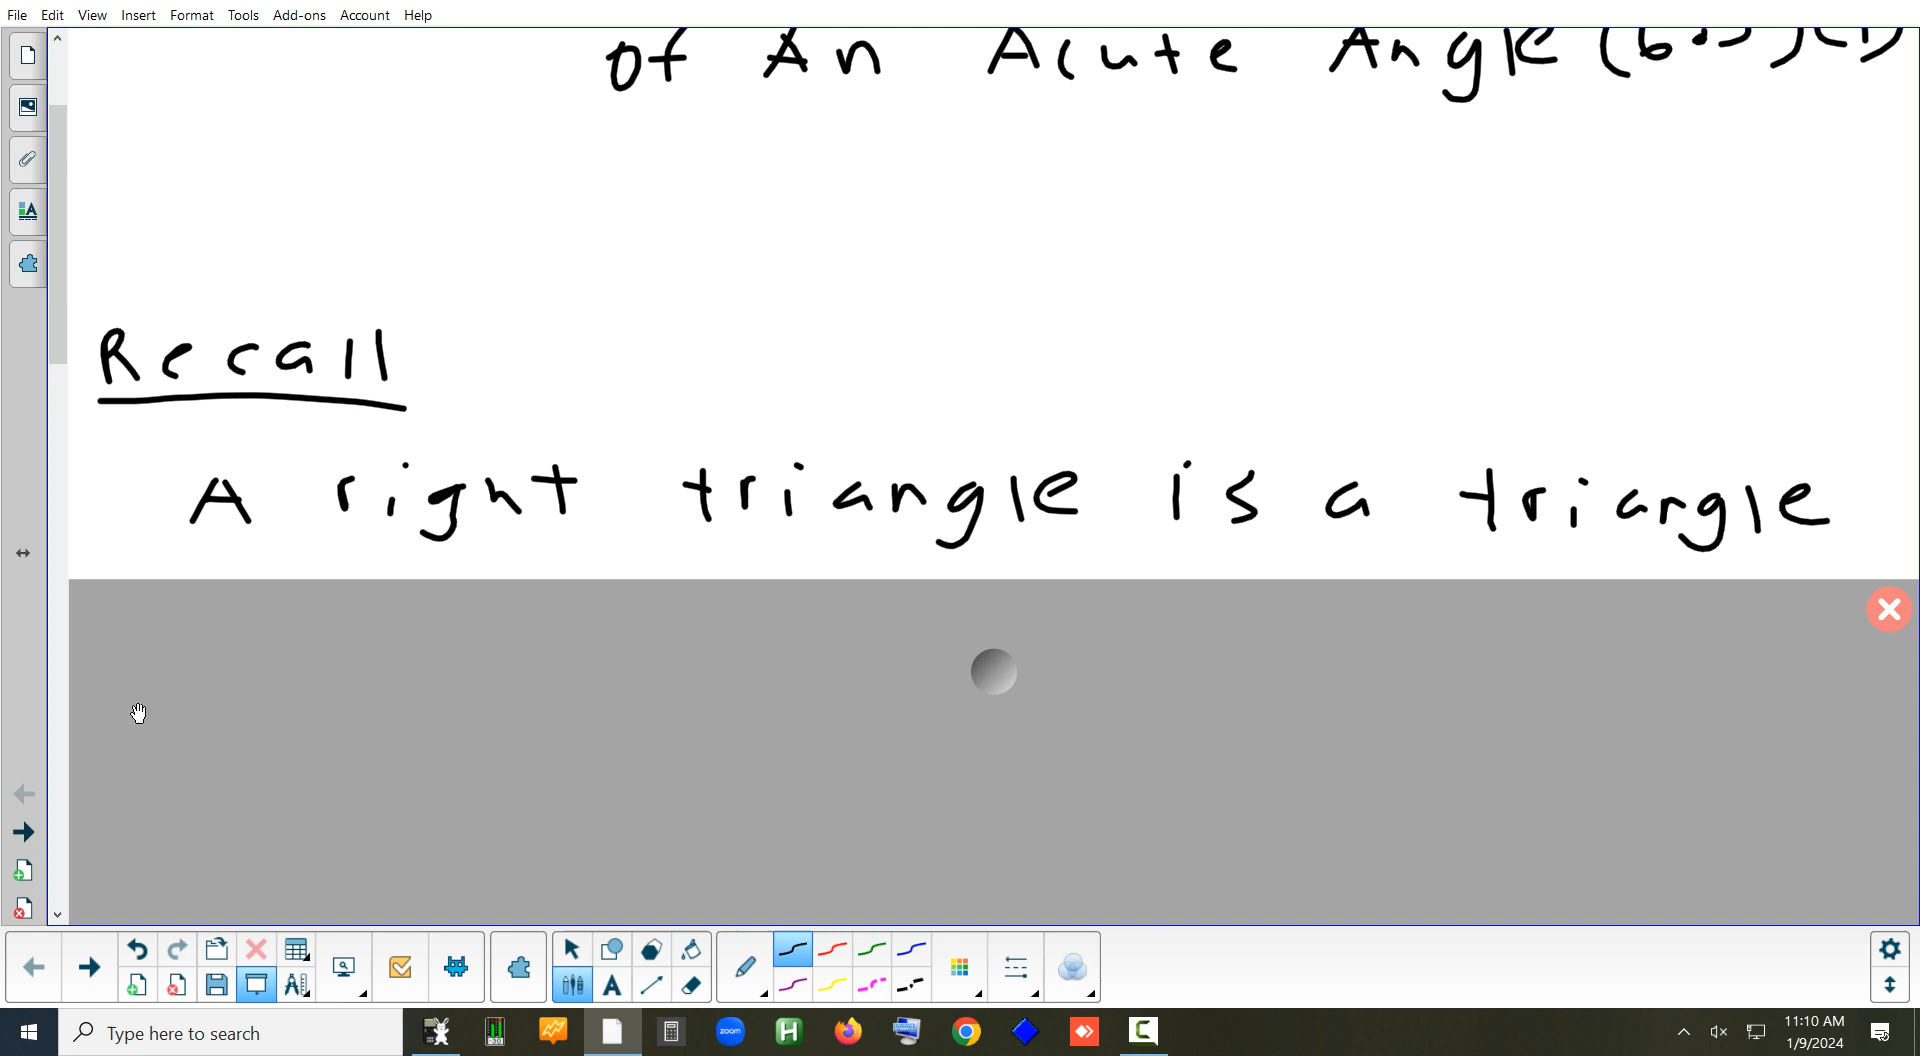 File Edit View Insert Format Tools Add-ons Account Help
of An Acute Angle
Recall
A right triangle is a triangle
Type here to search
zoom
11:10 AM
1/9/2024